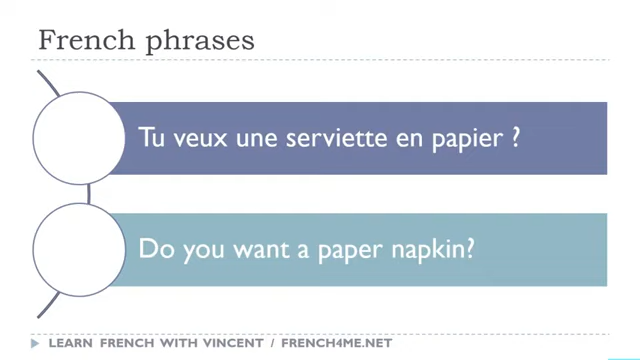 French phrases
Tu veux une serviette en papier ?
Do you want a paper napkin?
LEARN FRENCH WITH VINCENT / FRENCH4ME.NET